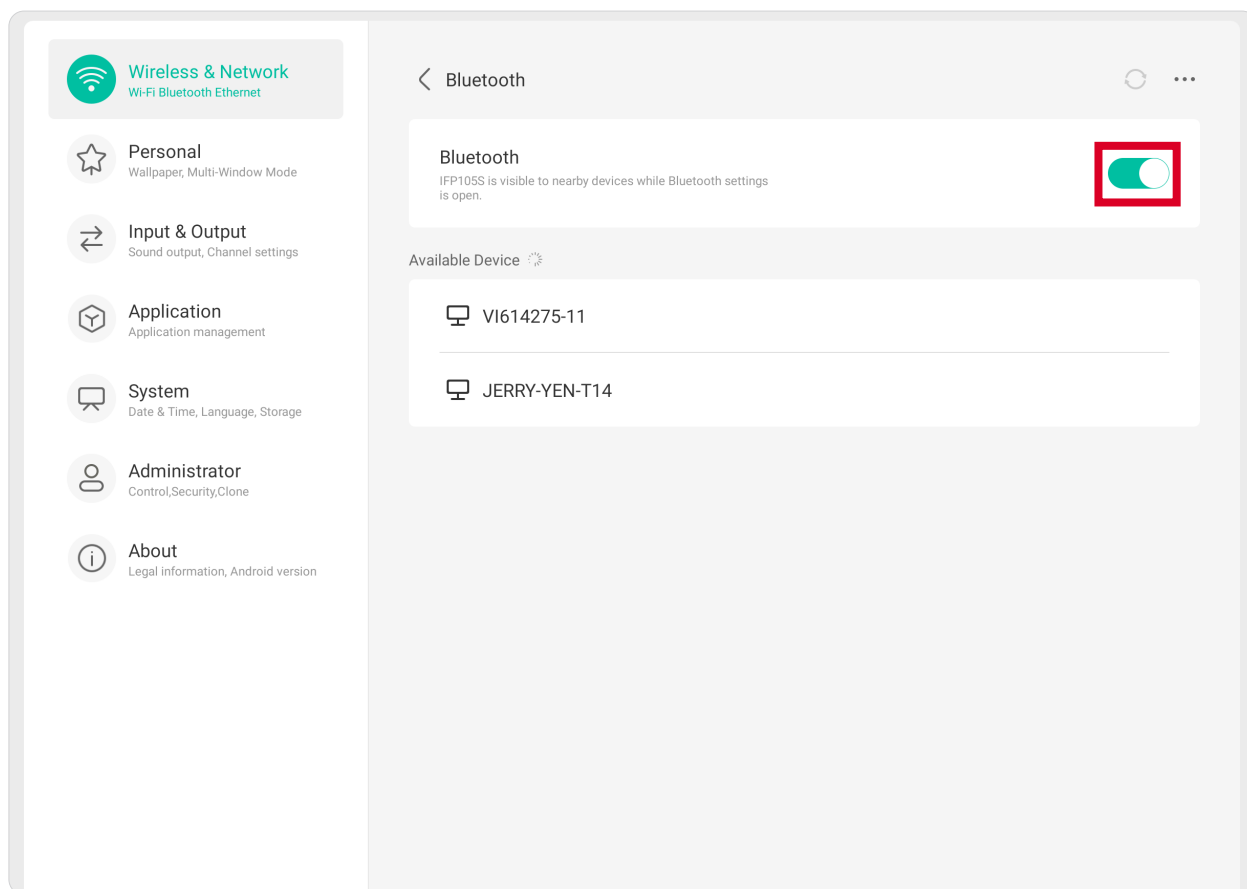 Wireless & Network
Wi-Fi Bluetooth Ethernet
Personal
Wallpaper, Multi-Window Mode
Input & Output
Sound output, Channel settings
Application
Application management
System
Date & Time, Language, Storage
Administrator
Control,Security,Clone
About
Legal information, Android version
Bluetooth
Bluetooth
IFP105S is visible to nearby devices while Bluetooth settings
is open.
Available Device
VI614275-11
JERRY-YEN-T14